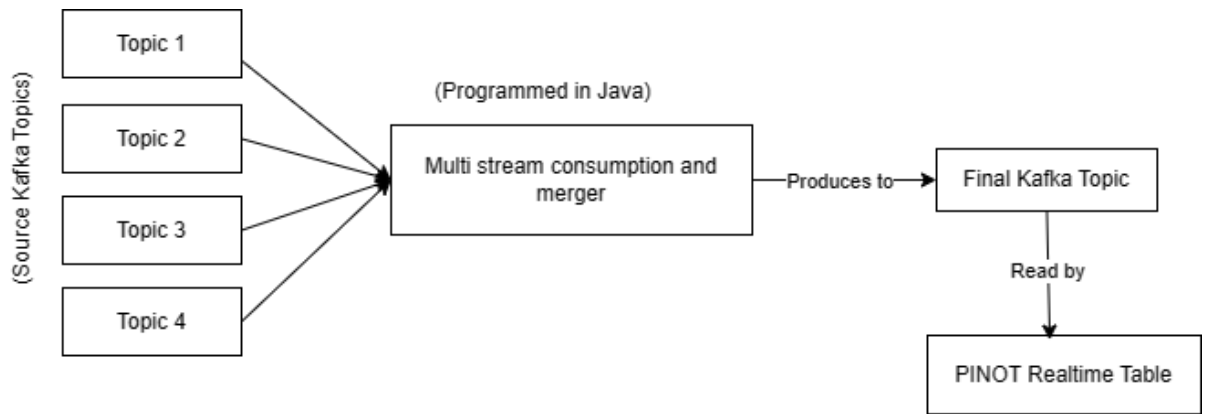 (Source Kafka Topics)
Topic 1
Topic 2
Topic 3
Topic 4
(Programmed in Java)
Multi stream consumption and
merger
Produces to
Final Kafka Topic
Read by
PINOT Realtime Table